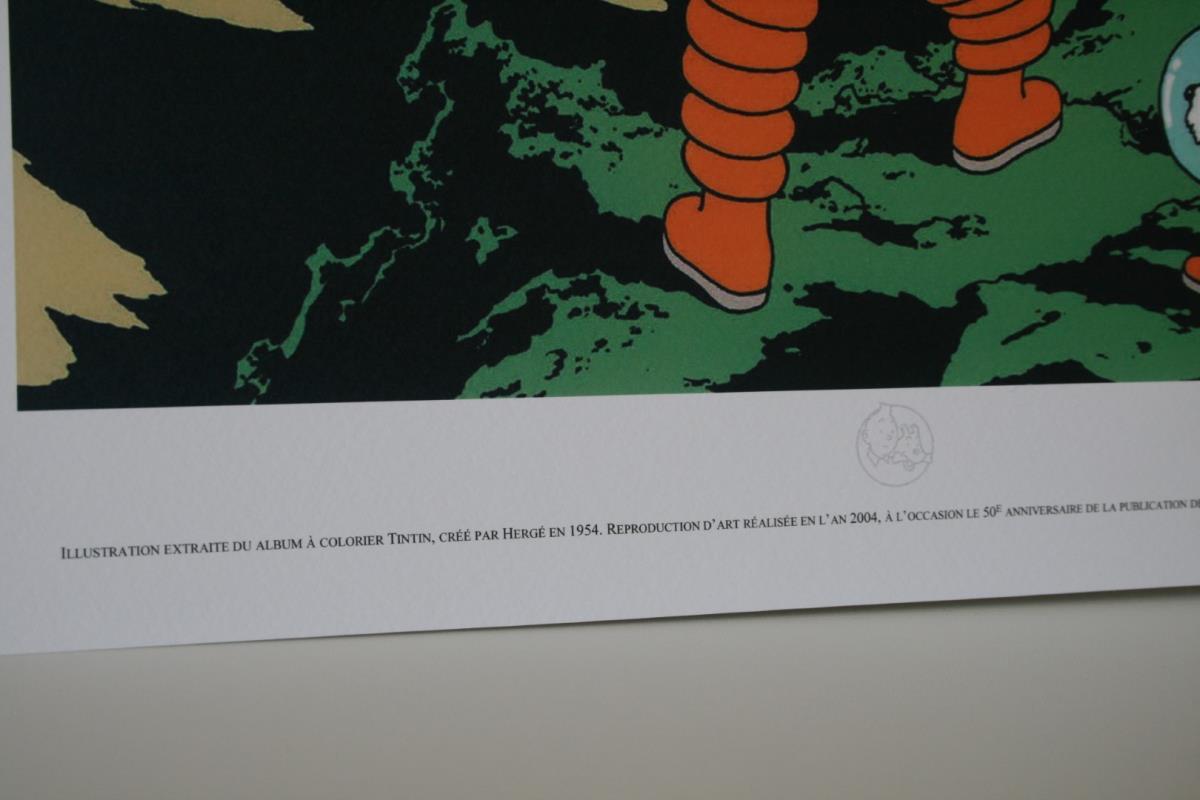 ILLUSTRATION EXTRAITE DU ALBUM À COLORIER TINTIN, CRÉÉ PAR HERGÉ EN 1954. REPRODUCTION D'ART RÉALISÉE EN L'AN 2004, À L'OCCASION LE 50E ANNIVERSAIRE DE LA PUBLICATION DE